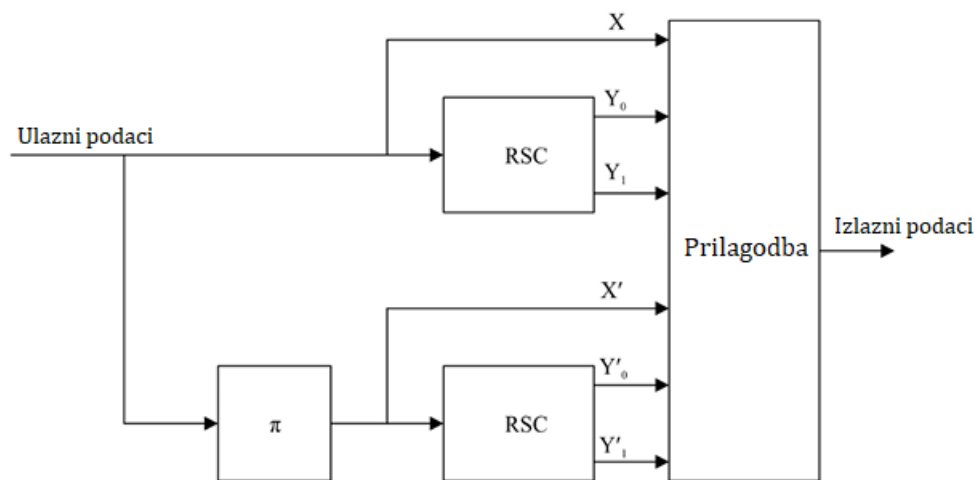 X
Ulazni podaci
RSC
Y₀
Y₁
Prilagodba
Izlazni podaci
X′
π
RSC
Y′₀
Y′₁